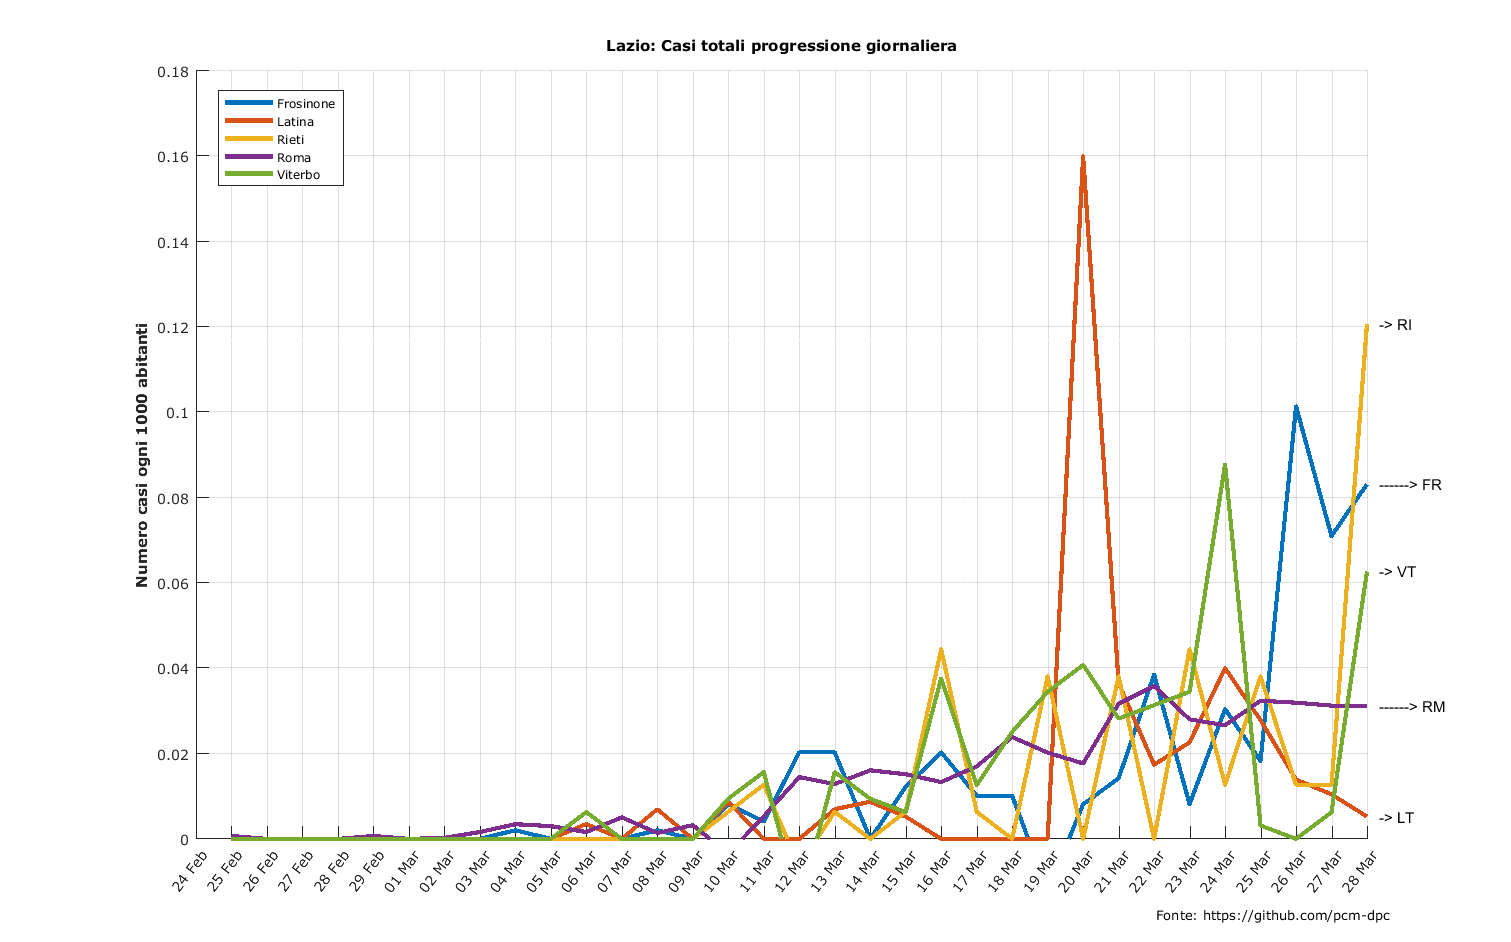 Lazio: Casi totali progressione giornaliera
0.18
0.16
0.14
0.12
0.1
0.08
0.06
0.04
0.02
0
Numero casi ogni 1000 abitanti
Frosinone
Latina
Rieti
Roma
Viterbo
-> RI
------> FR
-> VT
------> RM
-> LT
24 Feb
25 Feb
26 Feb
27 Feb
28 Feb
29 Feb
01 Mar
02 Mar
03 Mar
04 Mar
05 Mar
06 Mar
07 Mar
08 Mar
09 Mar
10 Mar
11 Mar
12 Mar
13 Mar
14 Mar
15 Mar
16 Mar
17 Mar
18 Mar
19 Mar
20 Mar
21 Mar
22 Mar
23 Mar
24 Mar
25 Mar
26 Mar
27 Mar
28 Mar
Fonte: https://github.com/pcm-dpc